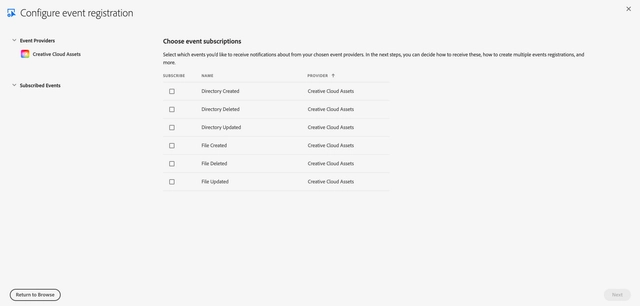 Configure event registration
Event Providers
Creative Cloud Assets
Subscribed Events
Choose event subscriptions
Select which events you'd like to receive notifications about from your chosen event providers. In the next steps, you can decide how to receive these, how to create multiple events registrations, and
more.
SUBSCRIBE NAME PROVIDER ↑
Directory Created Creative Cloud Assets
Directory Deleted Creative Cloud Assets
Directory Updated Creative Cloud Assets
File Created Creative Cloud Assets
File Deleted Creative Cloud Assets
File Updated Creative Cloud Assets
Return to Browse
Next